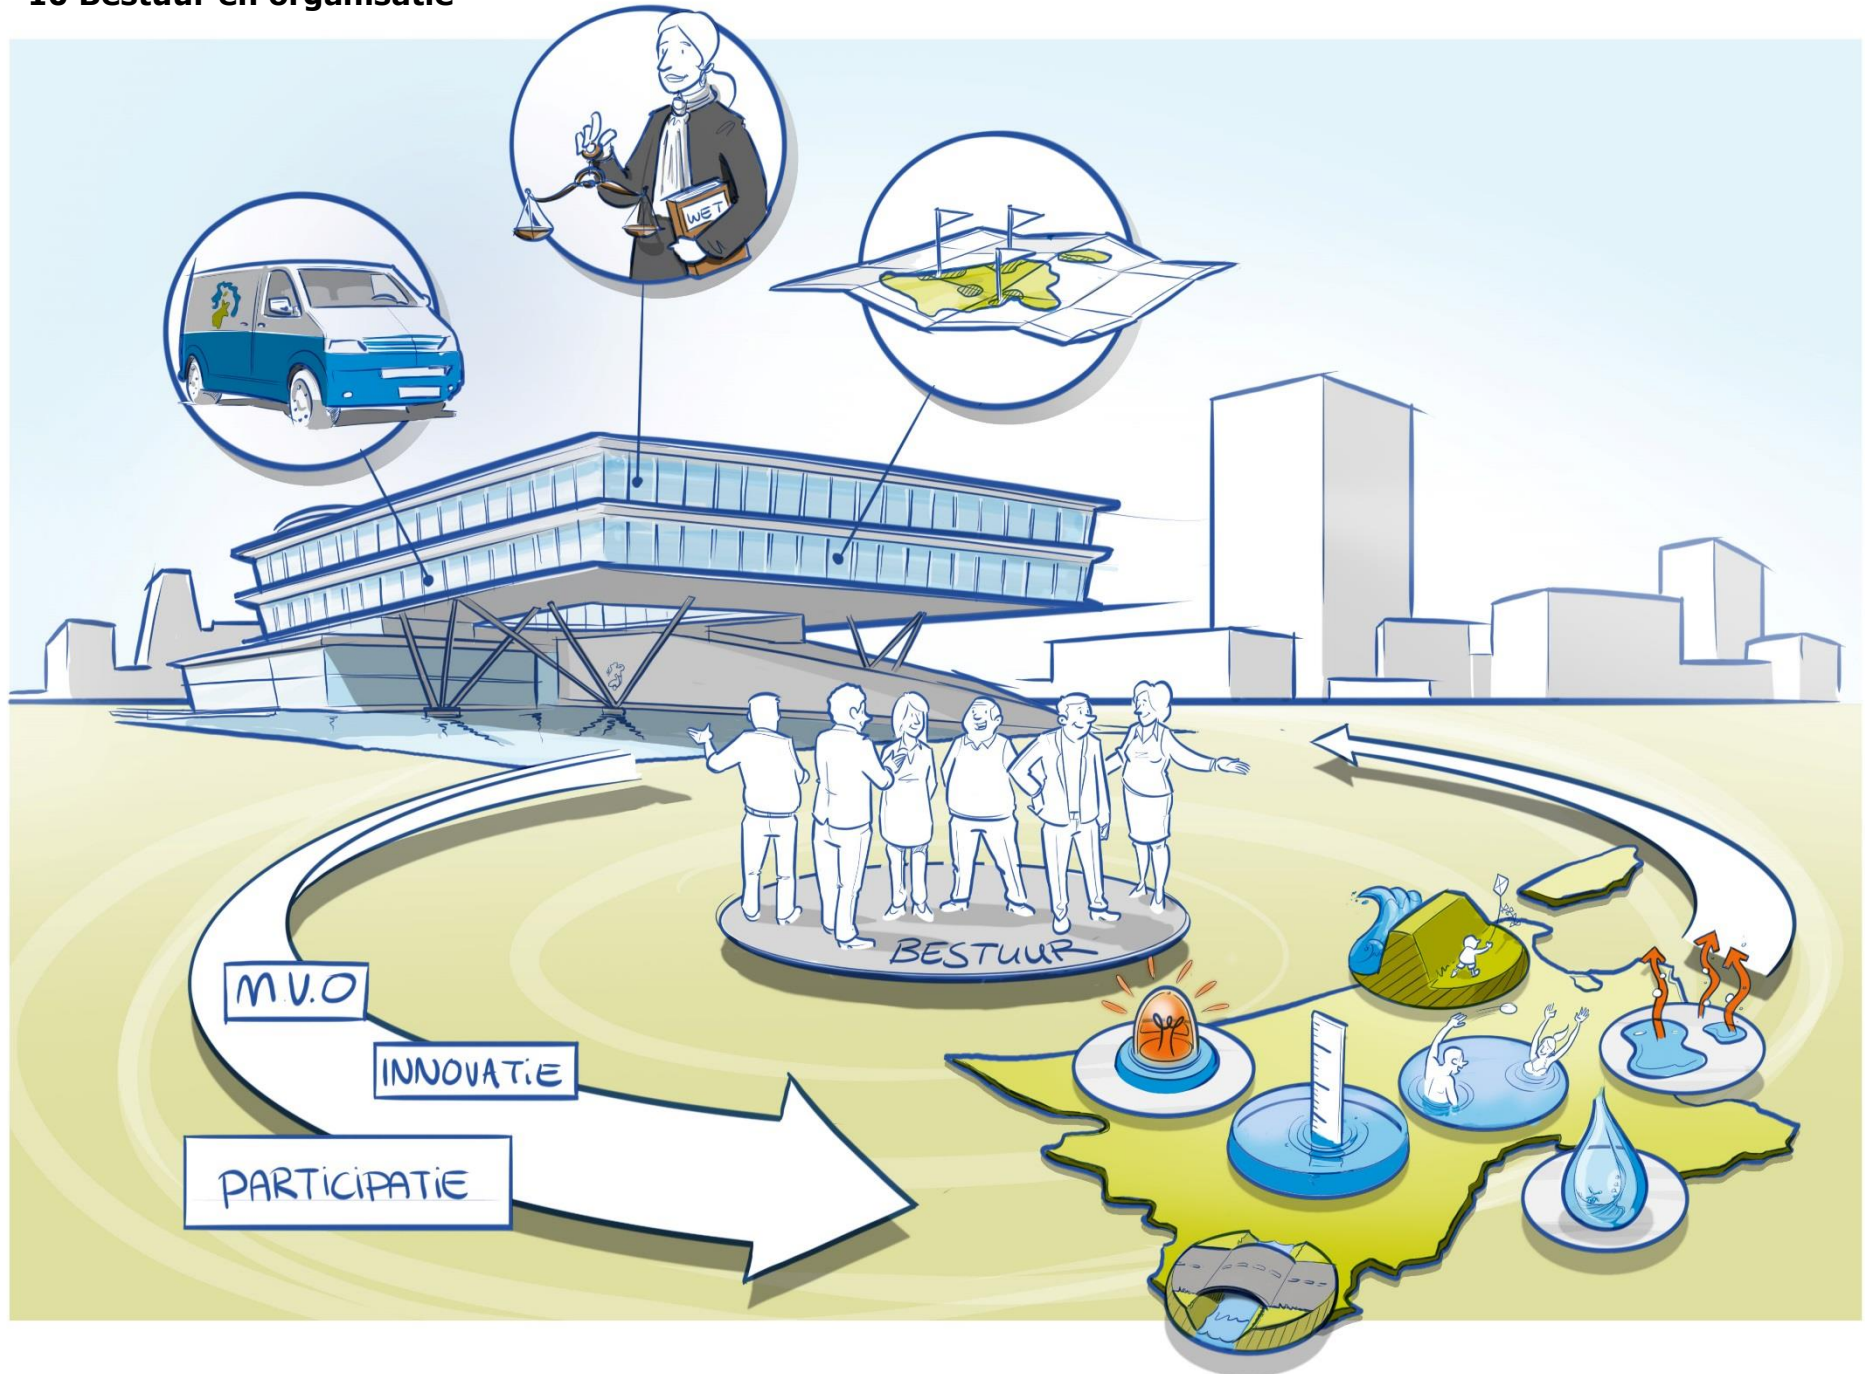 10 Bestuur en organisatie
WET
BESTUUR
M.V.O
INNOVATIE
PARTICIPATIE